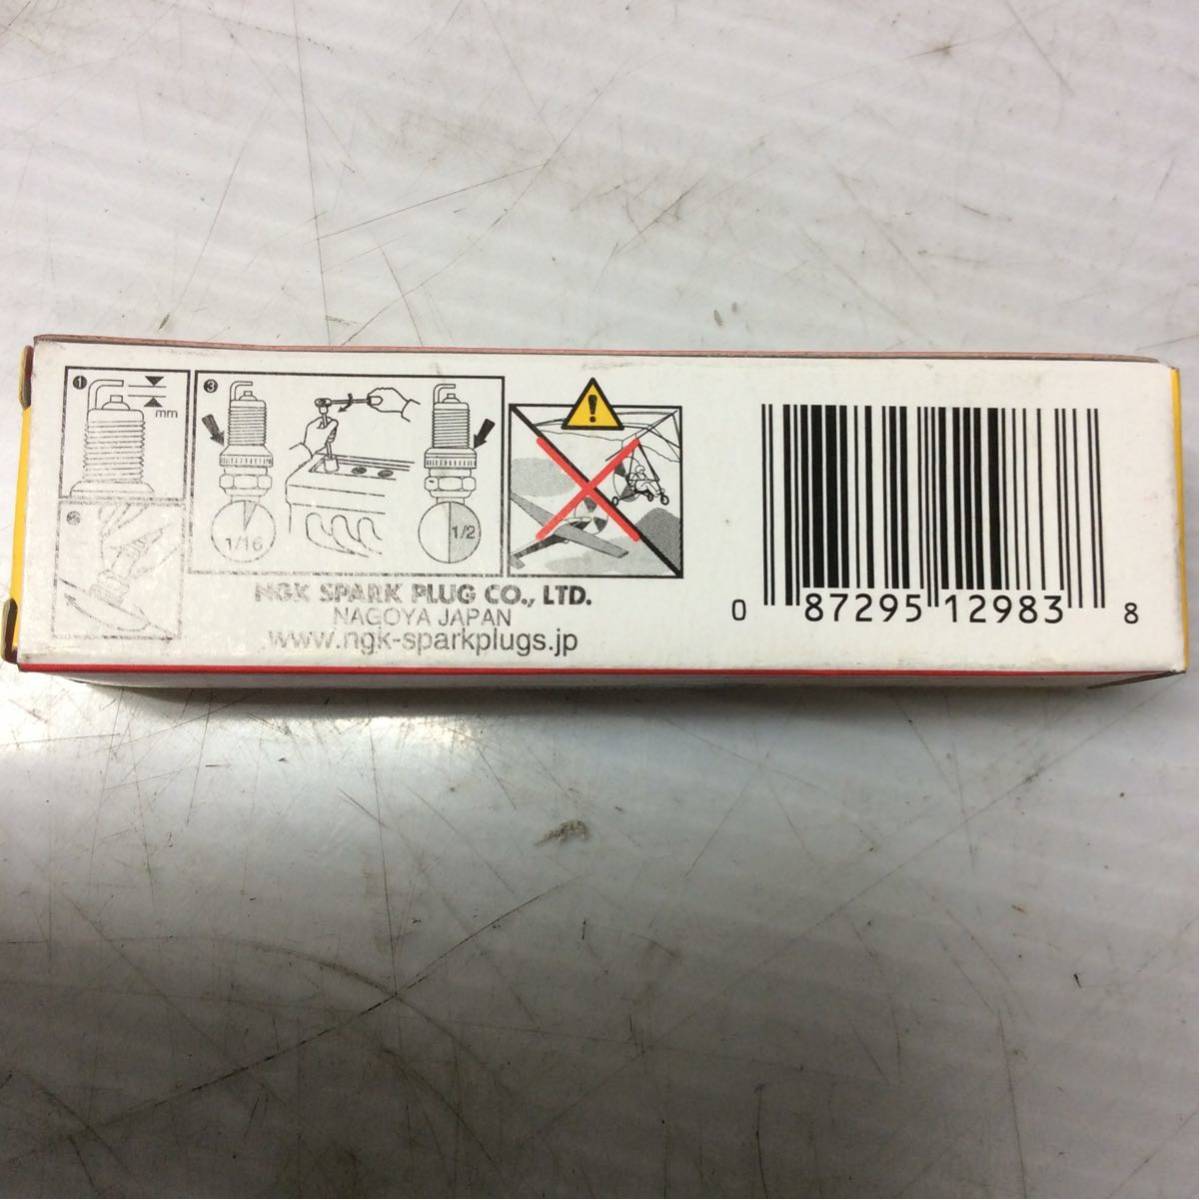 1
mm
2
3
1/16
1/2
NGK SPARK PLUG CO., LTD.
NAGOYA JAPAN
www.ngk-sparkplugs.jp
0 87295 12983 8